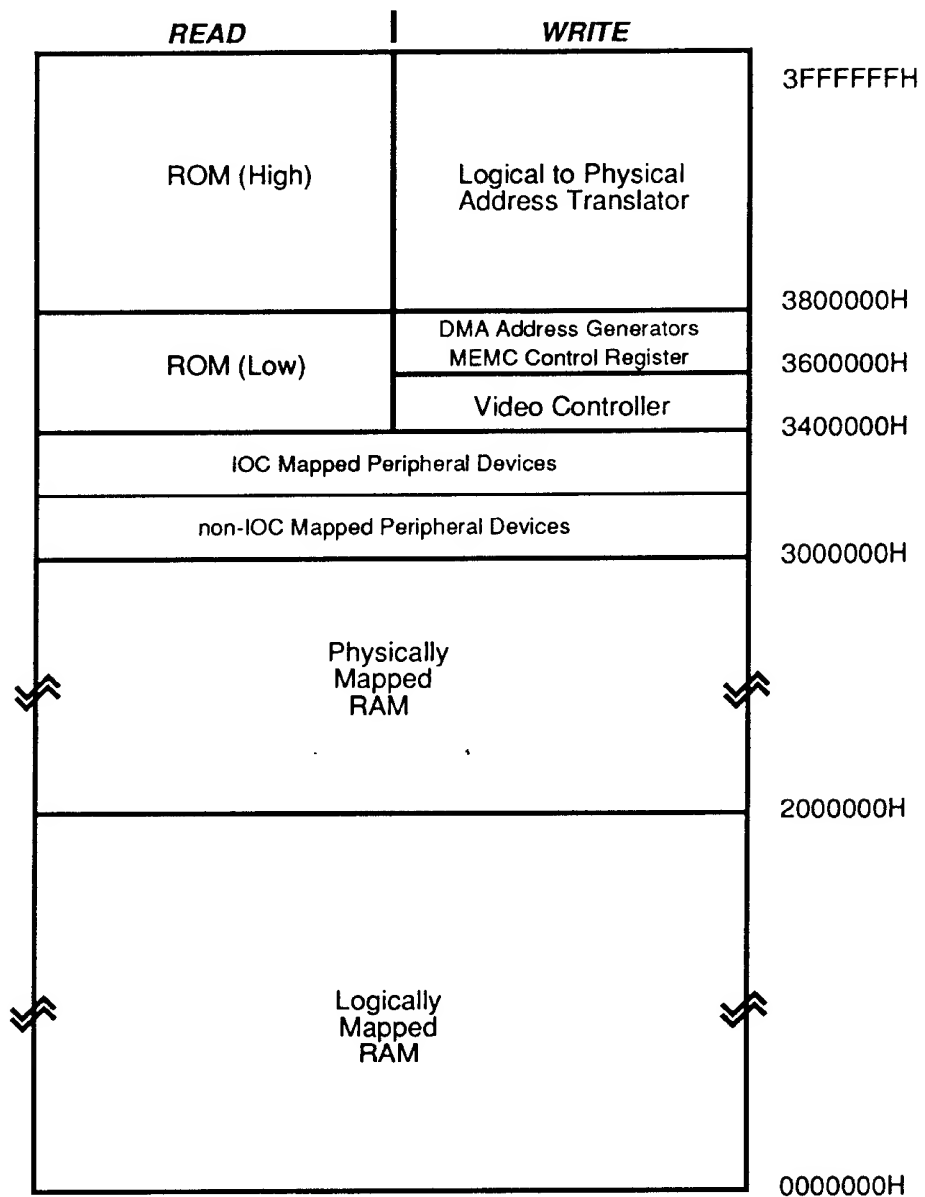 READ
WRITE
3FFFFFFH
ROM (High)
Logical to Physical
Address Translator
3800000H
DMA Address Generators
MEMC Control Register
3600000H
ROM (Low)
Video Controller
3400000H
IOC Mapped Peripheral Devices
non-IOC Mapped Peripheral Devices
3000000H
Physically
Mapped
RAM
2000000H
Logically
Mapped
RAM
0000000H